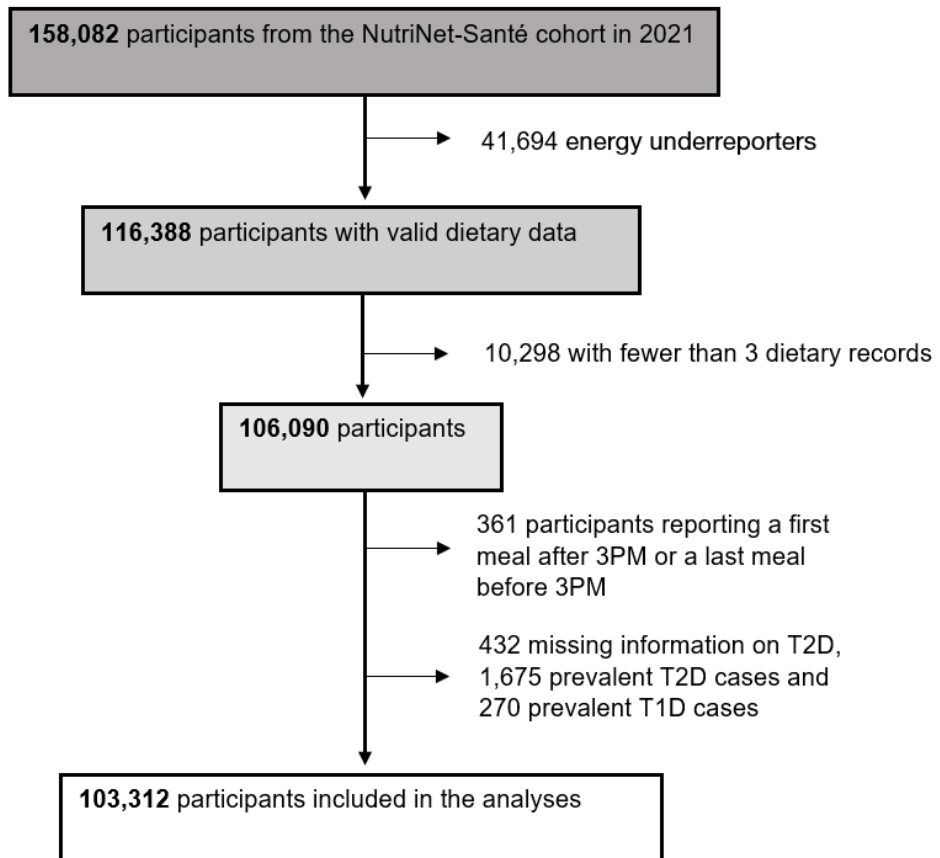 158,082 participants from the NutriNet-Santé cohort in 2021
41,694 energy underreporters
116,388 participants with valid dietary data
10,298 with fewer than 3 dietary records
106,090 participants
361 participants reporting a first
meal after 3PM or a last meal
before 3PM
432 missing information on T2D,
1,675 prevalent T2D cases and
270 prevalent T1D cases
103,312 participants included in the analyses